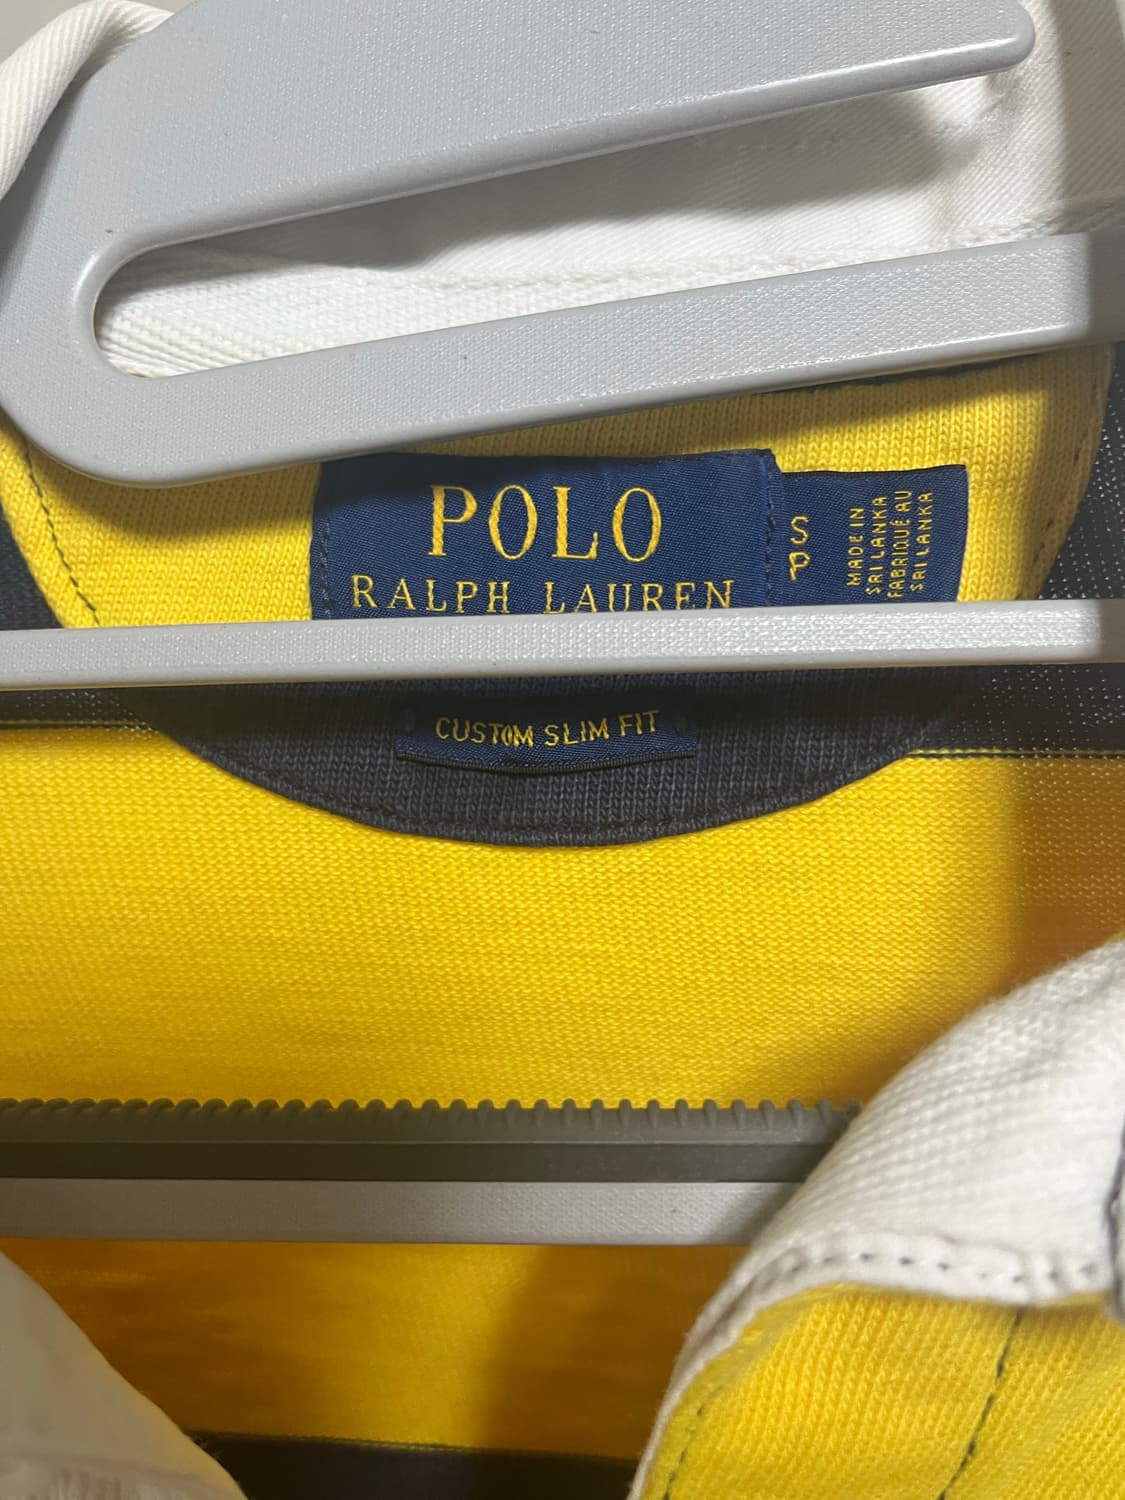 POLO
RALPH LAUREN
S
P
MADE IN
SRI LANKA
FABRIQUÉ AU
SRI LANKA
CUSTOM SLIM FIT